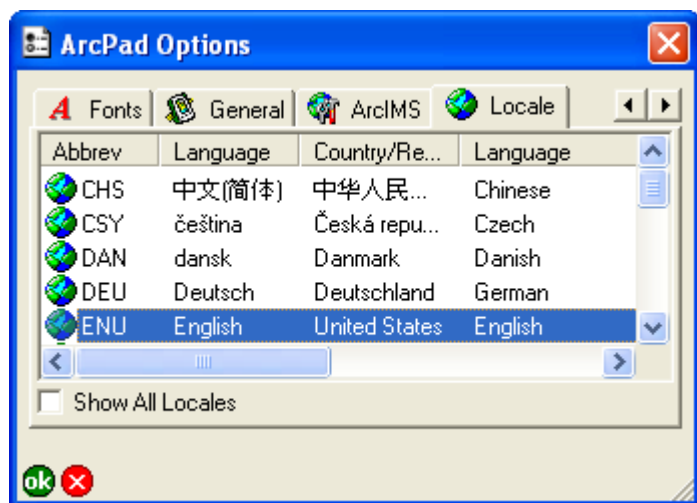 ArcPad Options
Fonts General ArcIMS Locale
Abbrev Language Country/Re... Language
CHS 中文(简体) 中华人民... Chinese
CSY čeština Česká repu... Czech
DAN dansk Danmark Danish
DEU Deutsch Deutschland German
ENU English United States English
Show All Locales
ok